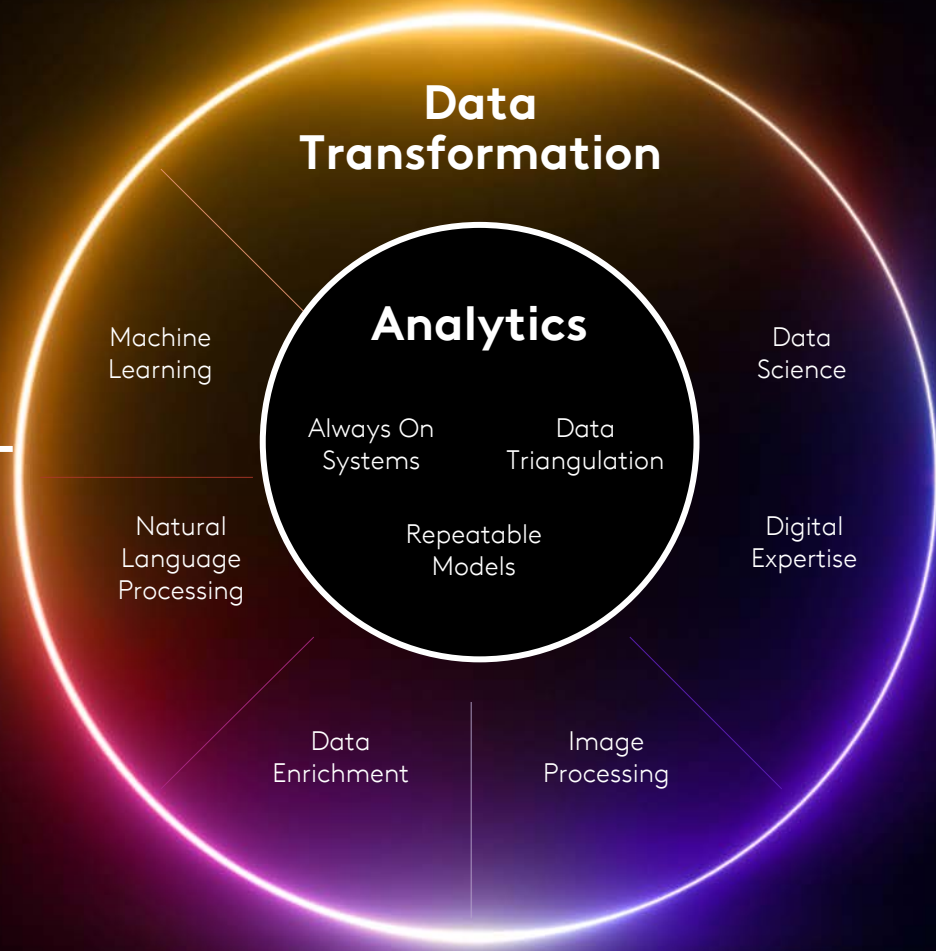 Data
Transformation
Analytics
Always On
Systems
Data
Triangulation
Repeatable
Models
Machine
Learning
Natural
Language
Processing
Data
Enrichment
Image
Processing
Digital
Expertise
Data
Science